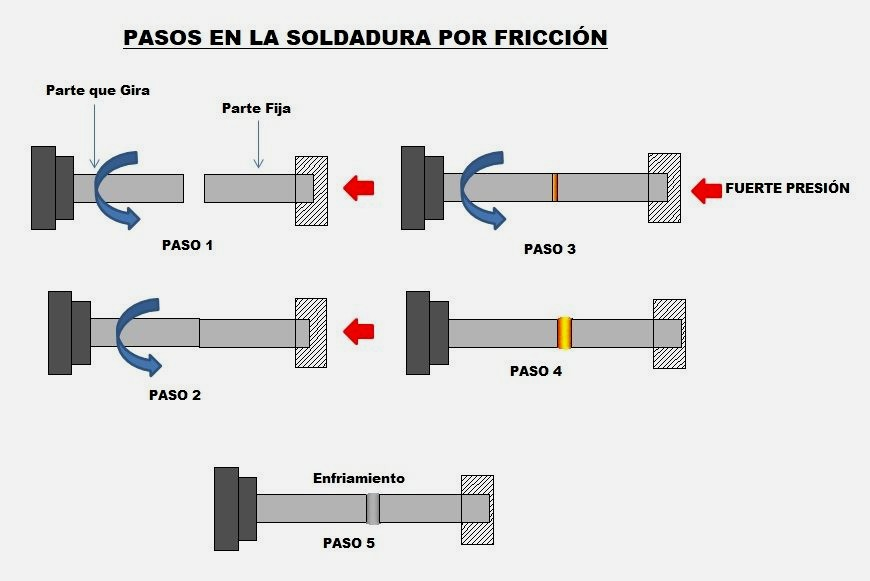 PASOS EN LA SOLDADURA POR FRICCIÓN
Parte que Gira
Parte Fija
PASO 1
FUERTE PRESIÓN
PASO 3
PASO 2
PASO 4
Enfriamiento
PASO 5